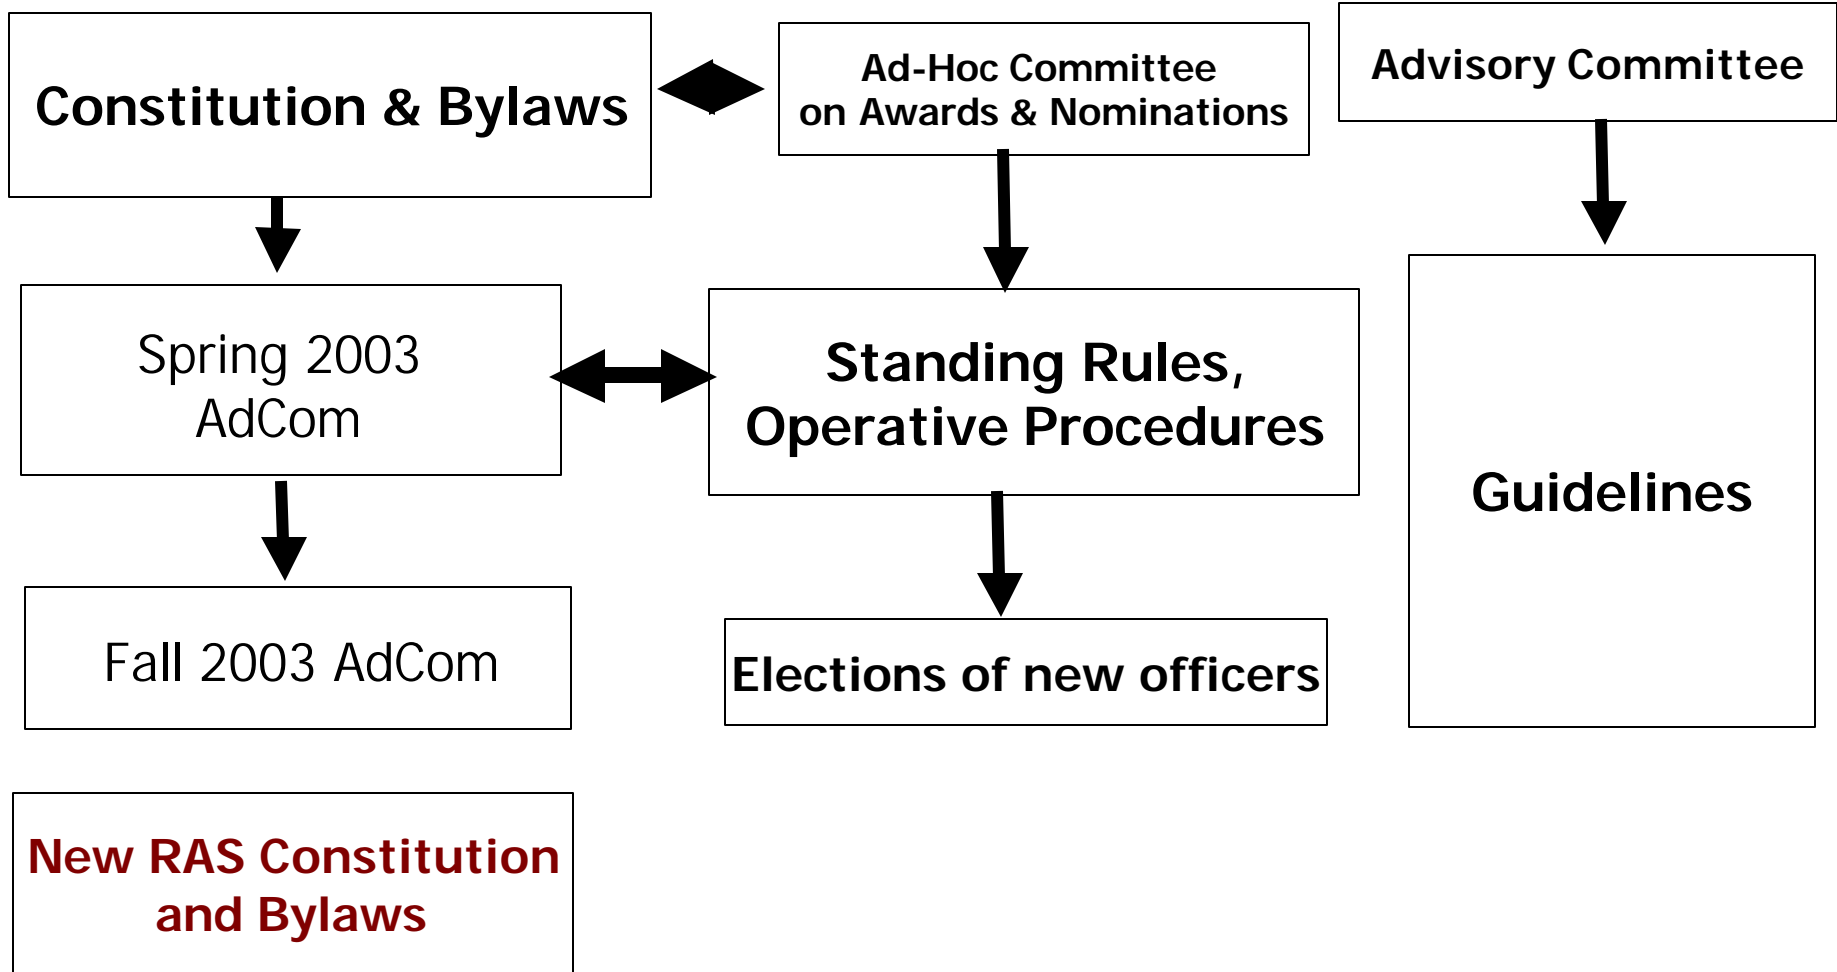 Constitution & Bylaws
Ad-Hoc Committee
on Awards & Nominations
Advisory Committee
Spring 2003
AdCom
Standing Rules,
Operative Procedures
Guidelines
Fall 2003 AdCom
Elections of new officers
New RAS Constitution
and Bylaws